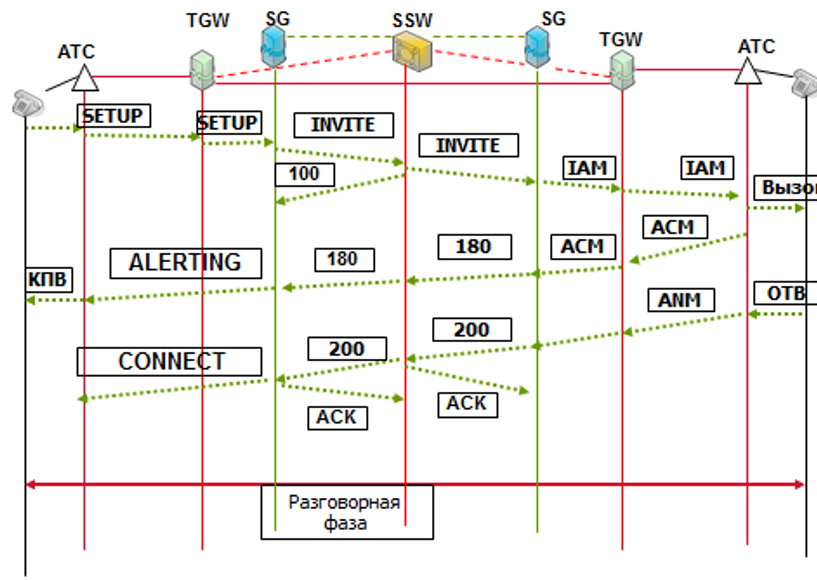 TGW
SG
SSW
SG
TGW
АТС
АТС
SETUP
SETUP
INVITE
INVITE
100
IAM
IAM
ACM
ACM
180
180
ALERTING
КПВ
ANM
ОТВ
200
200
CONNECT
ACK
ACK
Разговорная
фаза